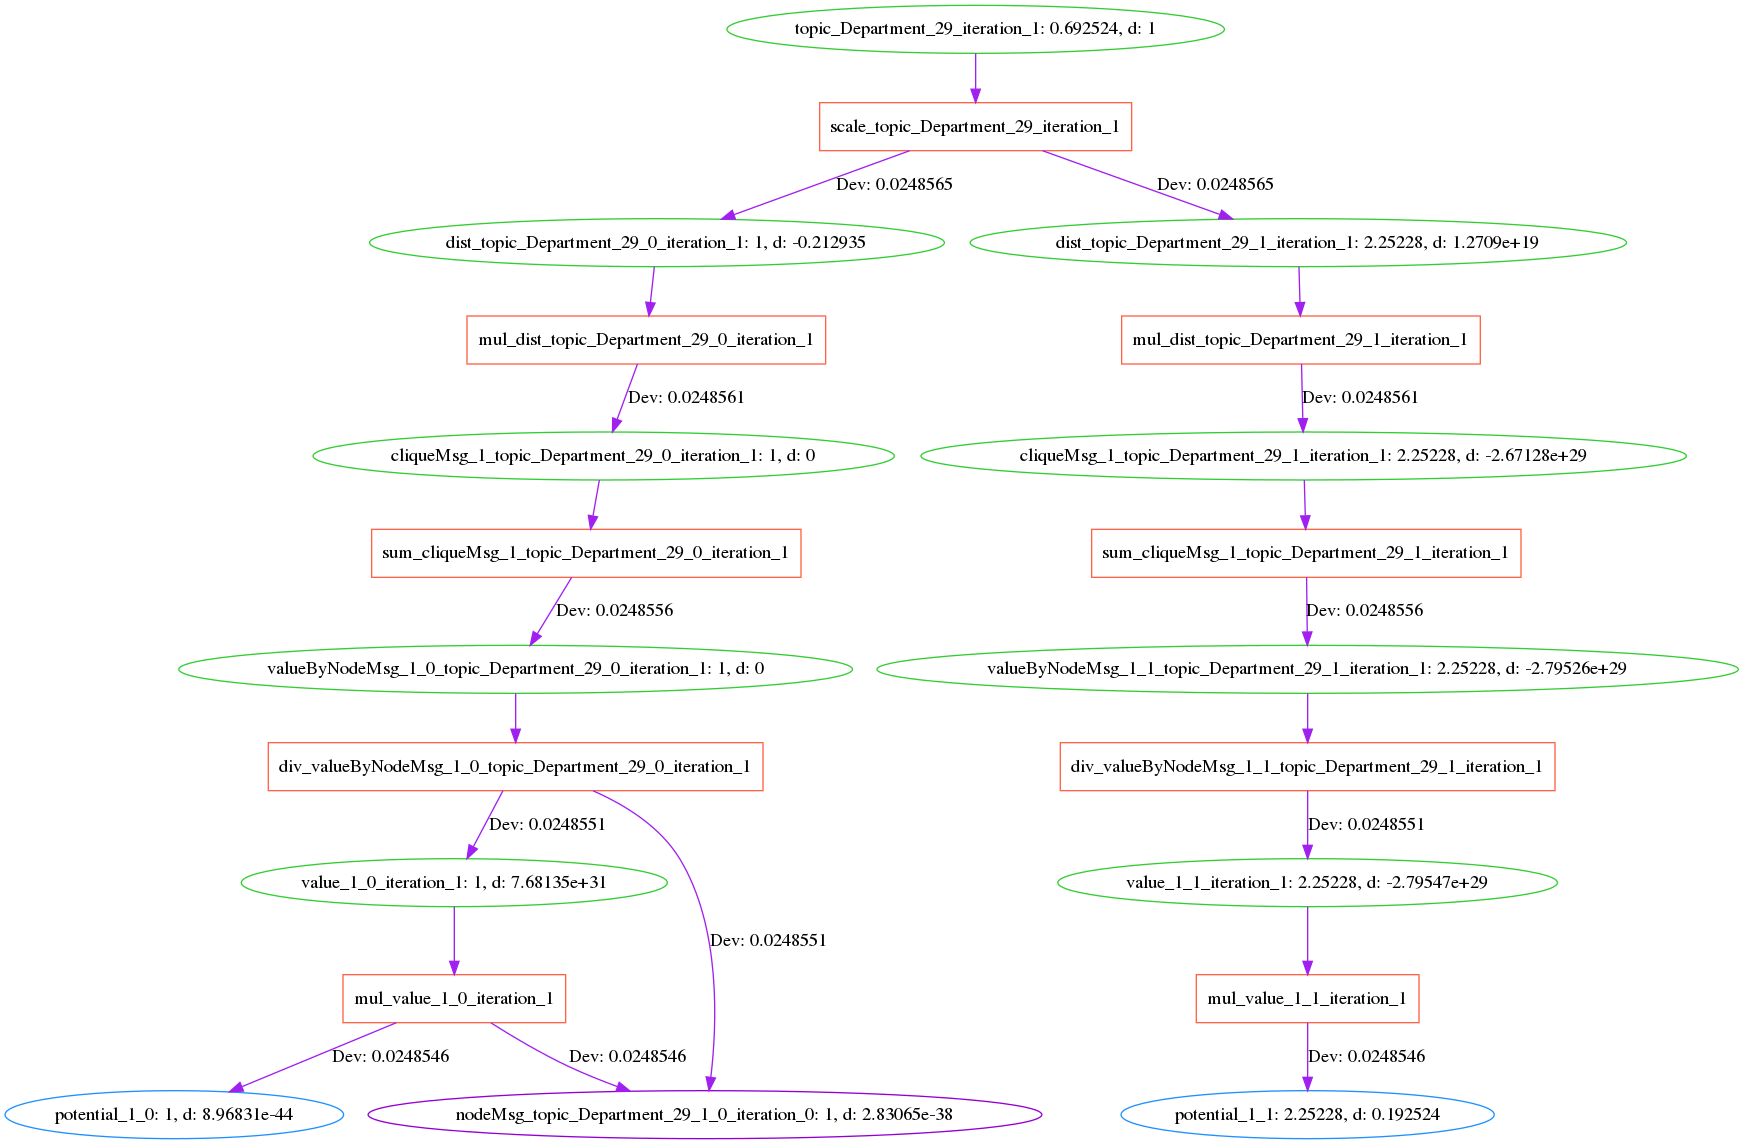 topic_Department_29_iteration_1: 0.692524, d: 1
scale_topic_Department_29_iteration_1
Dev: 0.0248565
Dev: 0.0248565
dist_topic_Department_29_0_iteration_1: 1, d: -0.212935
dist_topic_Department_29_1_iteration_1: 2.25228, d: 1.2709e+19
mul_dist_topic_Department_29_0_iteration_1
mul_dist_topic_Department_29_1_iteration_1
Dev: 0.0248561
Dev: 0.0248561
cliqueMsg_1_topic_Department_29_0_iteration_1: 1, d: 0
cliqueMsg_1_topic_Department_29_1_iteration_1: 2.25228, d: -2.67128e+29
sum_cliqueMsg_1_topic_Department_29_0_iteration_1
sum_cliqueMsg_1_topic_Department_29_1_iteration_1
Dev: 0.0248556
Dev: 0.0248556
valueByNodeMsg_1_0_topic_Department_29_0_iteration_1: 1, d: 0
valueByNodeMsg_1_1_topic_Department_29_1_iteration_1: 2.25228, d: -2.79526e+29
div_valueByNodeMsg_1_0_topic_Department_29_0_iteration_1
div_valueByNodeMsg_1_1_topic_Department_29_1_iteration_1
Dev: 0.0248551
Dev: 0.0248551
value_1_0_iteration_1: 1, d: 7.68135e+31
value_1_1_iteration_1: 2.25228, d: -2.79547e+29
Dev: 0.0248551
mul_value_1_0_iteration_1
mul_value_1_1_iteration_1
Dev: 0.0248546
Dev: 0.0248546
Dev: 0.0248546
potential_1_0: 1, d: 8.96831e-44
nodeMsg_topic_Department_29_1_0_iteration_0: 1, d: 2.83065e-38
potential_1_1: 2.25228, d: 0.192524